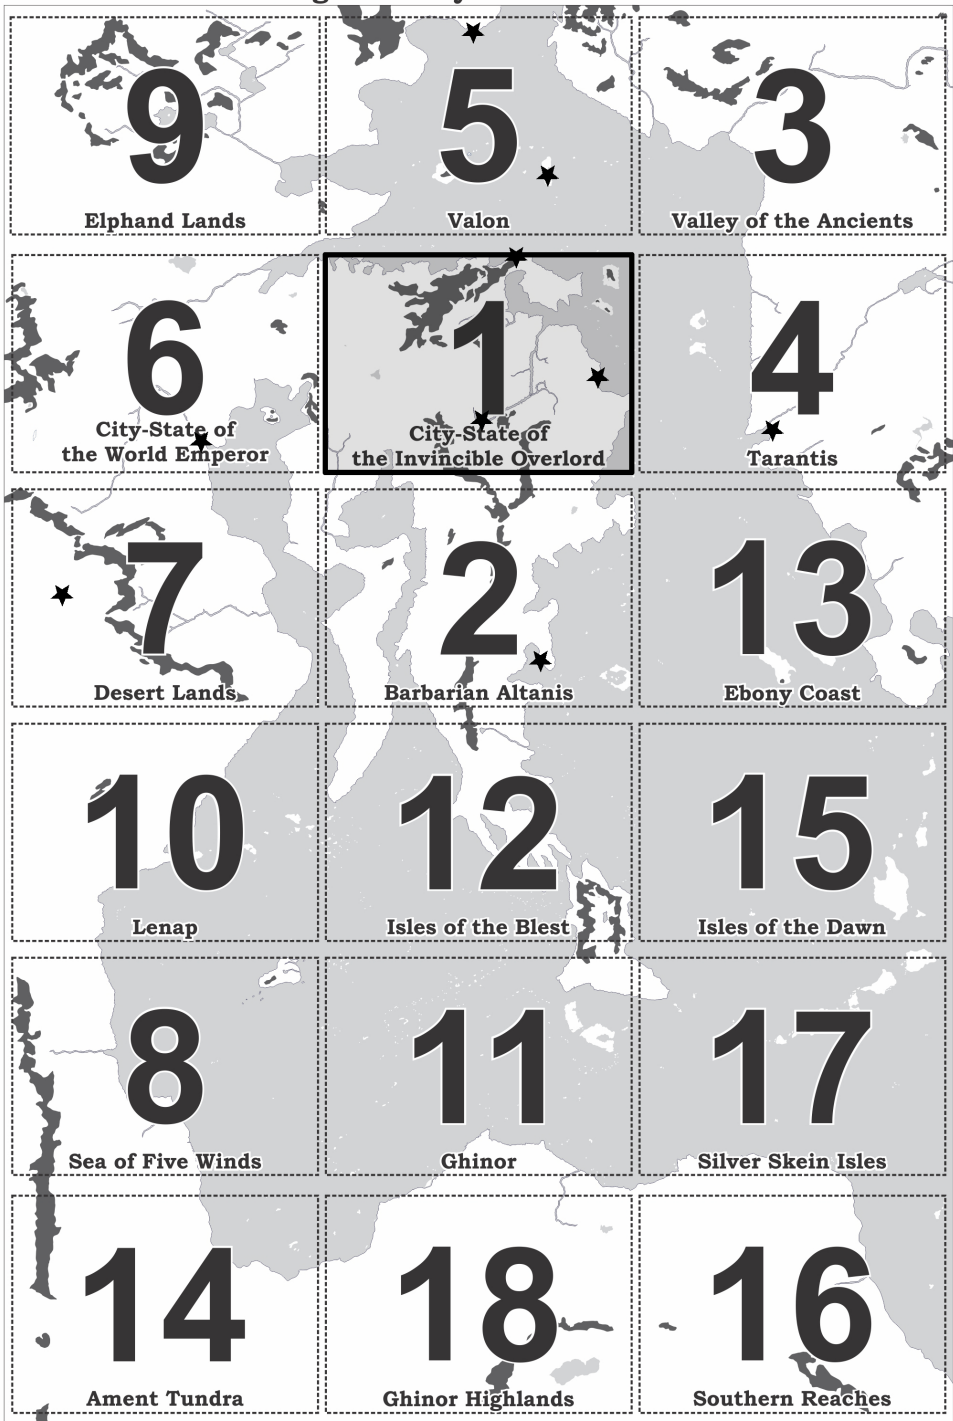 9
Elphand Lands
5
Valon
3
Valley of the Ancients
6
City-State of
the World Emperor
1
City-State of
the Invincible Overlord
4
Tarantis
7
Desert Lands
2
Barbarian Altanis
13
Ebony Coast
10
Lenap
12
Isles of the Blest
15
Isles of the Dawn
8
Sea of Five Winds
11
Ghinor
17
Silver Skein Isles
14
Ament Tundra
18
Ghinor Highlands
16
Southern Reaches